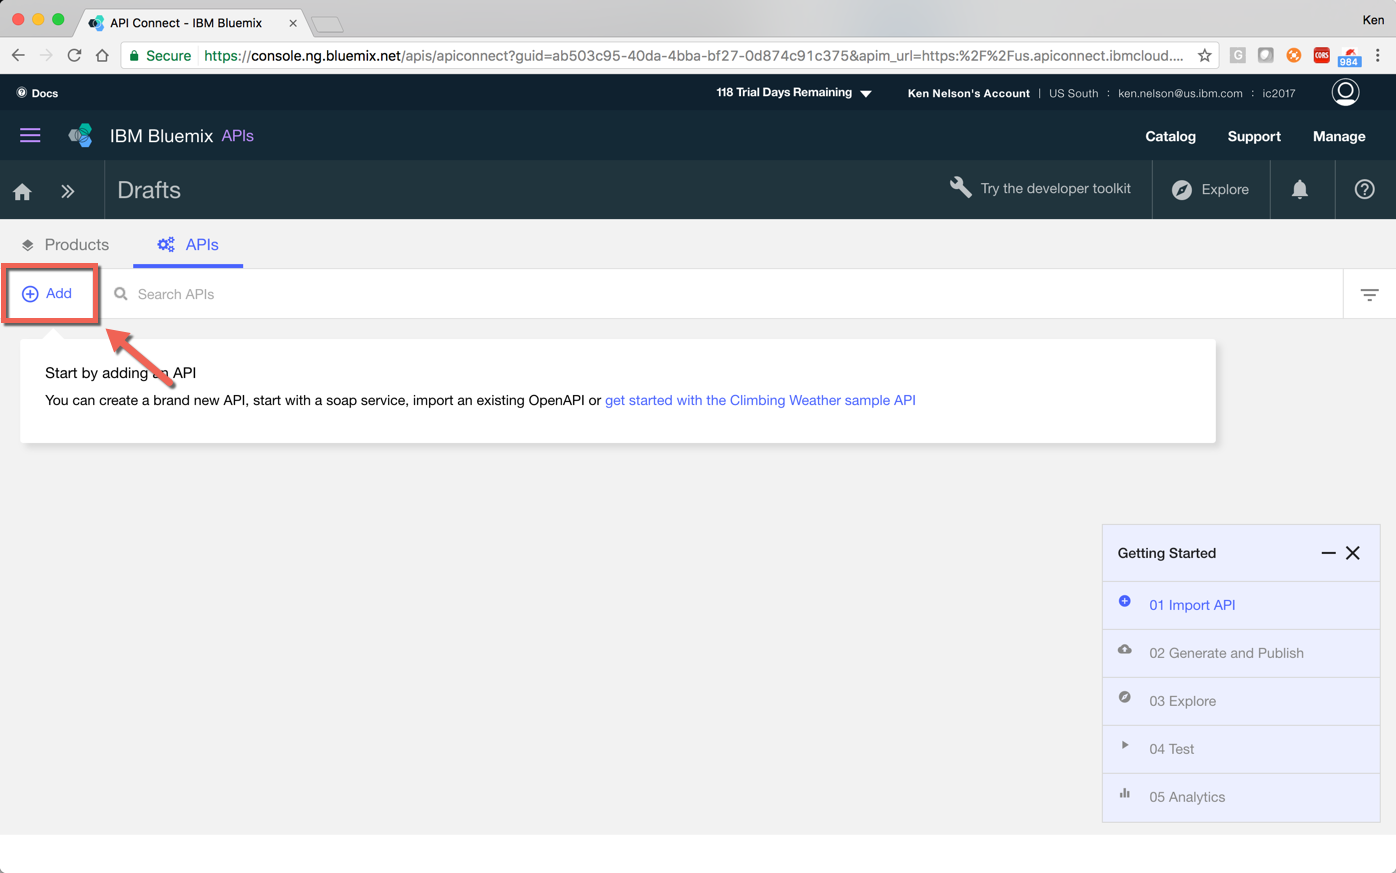 API Connect - IBM Bluemix
Ken
Secure https://console.ng.bluemix.net/apis/apiconnect?guid=ab503c95-40da-4bba-bf27-0d874c91c375&apim_url=https:%2F%2Fus.apiconnect.ibmcloud....
G
CORS
984
Docs
118 Trial Days Remaining
Ken Nelson's Account | US South : ken.nelson@us.ibm.com : ic2017
IBM Bluemix APIs
Catalog Support Manage
Drafts
Try the developer toolkit
Explore
Products
APIs
Add
Search APIs
Start by adding an API
You can create a brand new API, start with a soap service, import an existing OpenAPI or get started with the Climbing Weather sample API
Getting Started
01 Import API
02 Generate and Publish
03 Explore
04 Test
05 Analytics